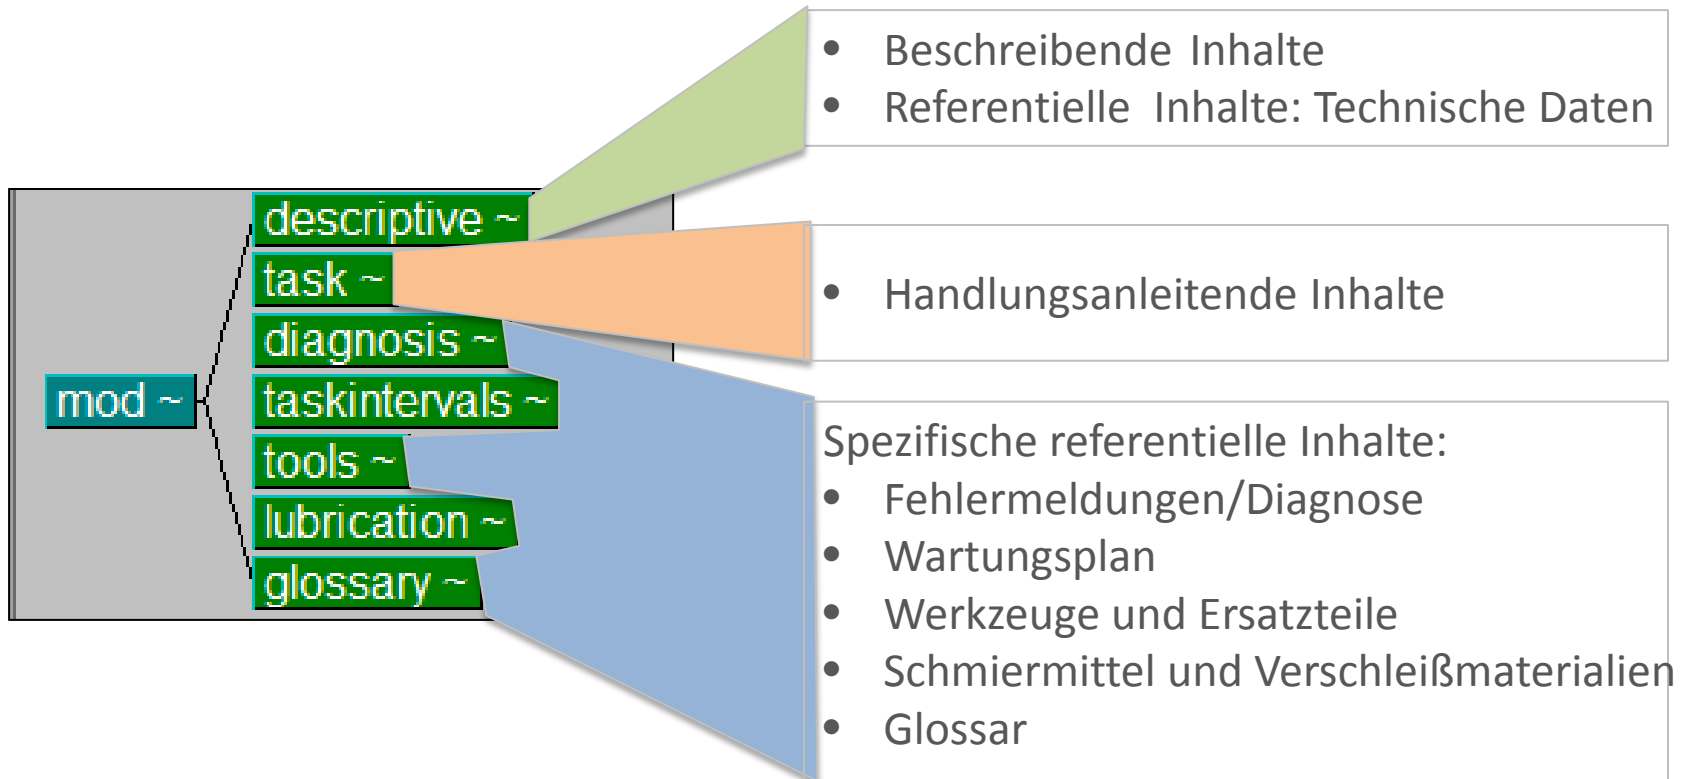 • Beschreibende Inhalte
• Referentielle Inhalte: Technische Daten
descriptive ~
task ~
• Handlungsanleitende Inhalte
diagnosis ~
mod ~
taskintervals ~
tools ~
lubrication ~
glossary ~
Spezifische referentielle Inhalte:
• Fehlermeldungen/Diagnose
• Wartungsplan
• Werkzeuge und Ersatzteile
• Schmiermittel und Verschleißmaterialien
• Glossar